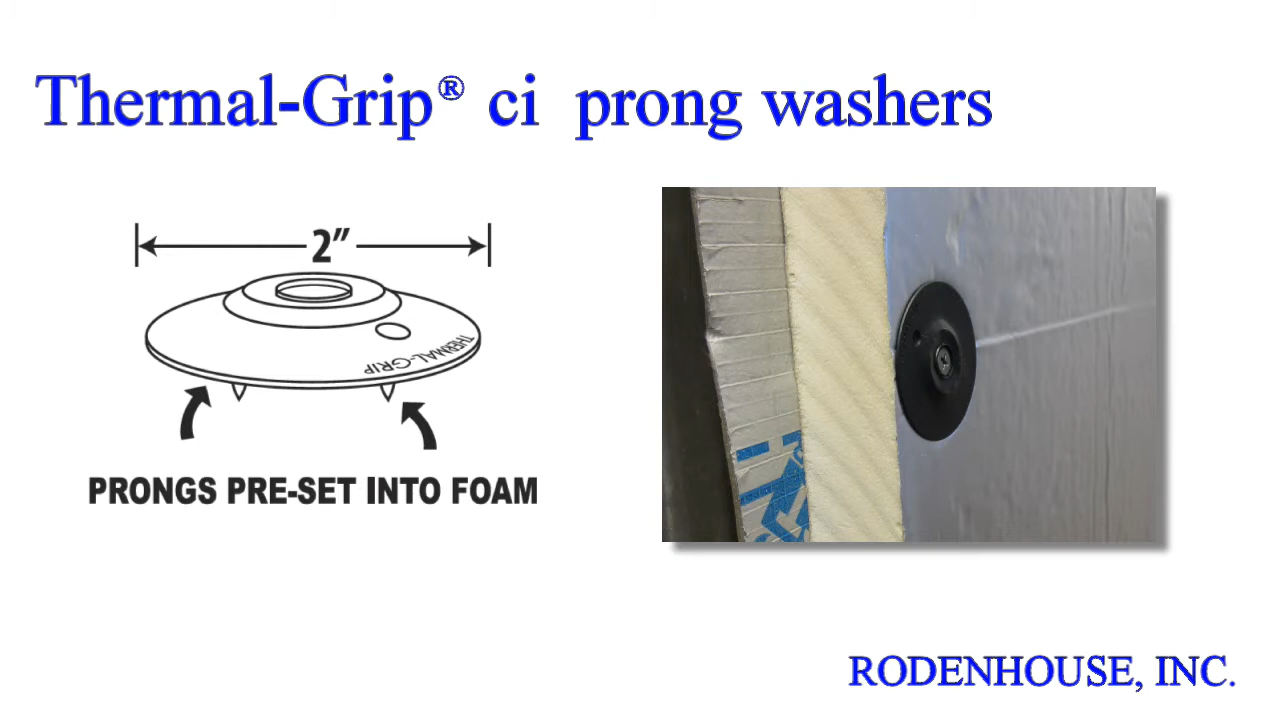 Thermal-Grip® ci prong washers
2”
THERMAL-GRIP
PRONGS PRE-SET INTO FOAM
RODENHOUSE, INC.